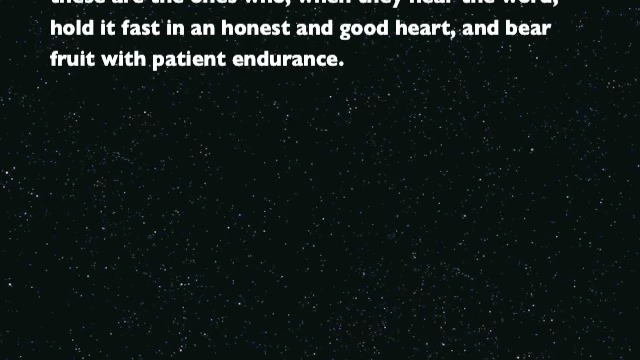 these are the ones who, when they hear the word,
hold it fast in an honest and good heart, and bear
fruit with patient endurance.